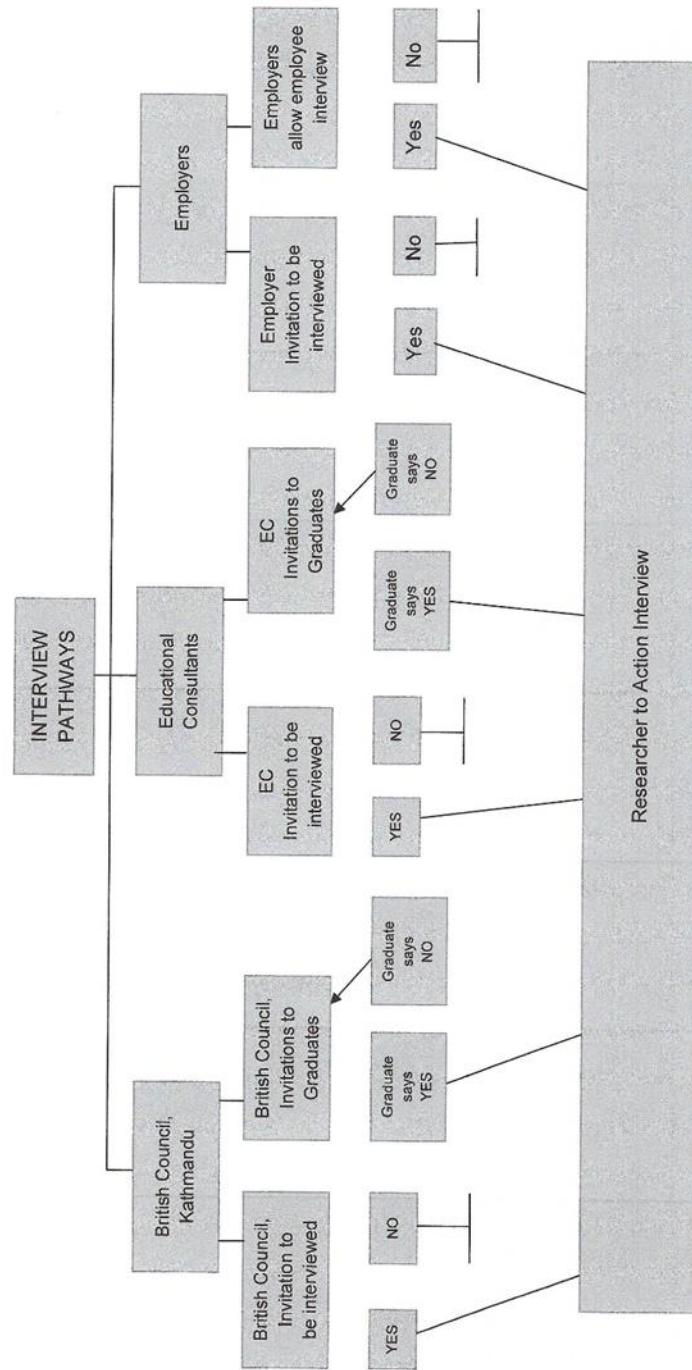 INTERVIEW
PATHWAYS
British Council,
Kathmandu
Educational
Consultants
Employers
British Council,
Invitation to
be interviewed
British Council,
Invitations to
Graduates
EC
Invitation to be
interviewed
EC
Invitations to
Graduates
Employer
Invitation to be
interviewed
Employers
allow employee
interview
YES
NO
Graduate
says
YES
Graduate
says
NO
YES
NO
Graduate
says
YES
Graduate
says
NO
Yes
No
Yes
No
Researcher to Action Interview